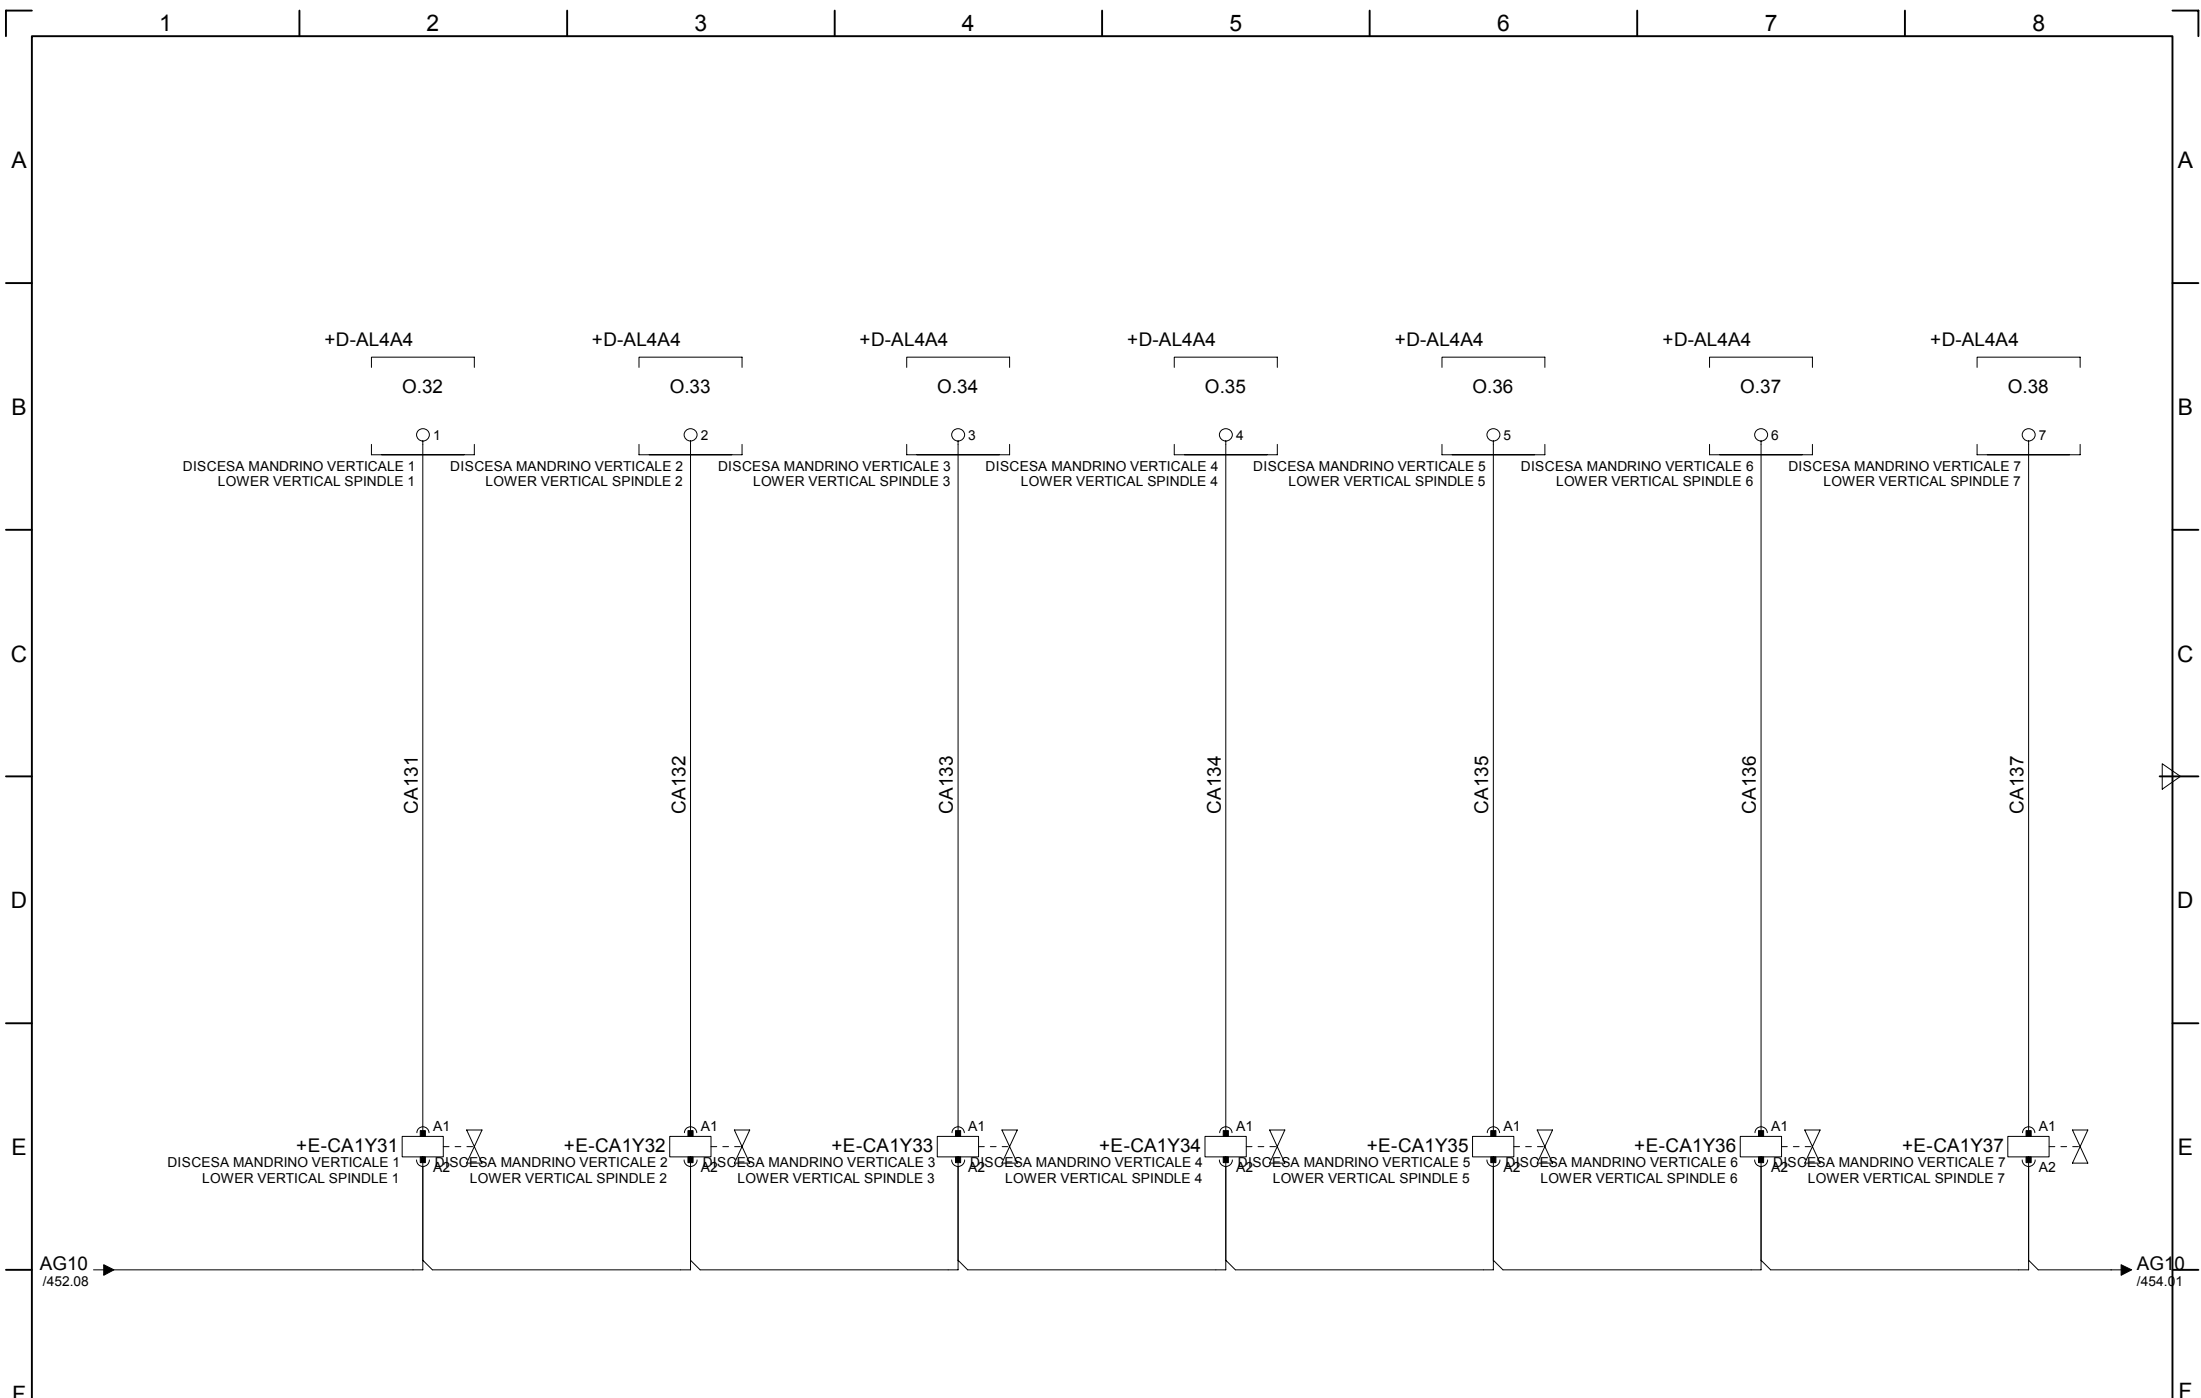 1 2 3 4 5 6 7 8
A A
+D-AL4A4 +D-AL4A4 +D-AL4A4 +D-AL4A4 +D-AL4A4 +D-AL4A4 +D-AL4A4
O.32 O.33 O.34 O.35 O.36 O.37 O.38
B B
1 2 3 4 5 6 7
DISCESA MANDRINO VERTICALE 1 DISCESA MANDRINO VERTICALE 2 DISCESA MANDRINO VERTICALE 3 DISCESA MANDRINO VERTICALE 4 DISCESA MANDRINO VERTICALE 5 DISCESA MANDRINO VERTICALE 6 DISCESA MANDRINO VERTICALE 7
LOWER VERTICAL SPINDLE 1 LOWER VERTICAL SPINDLE 2 LOWER VERTICAL SPINDLE 3 LOWER VERTICAL SPINDLE 4 LOWER VERTICAL SPINDLE 5 LOWER VERTICAL SPINDLE 6 LOWER VERTICAL SPINDLE 7
C C
CA131 CA132 CA133 CA134 CA135 CA136 CA137
D D
A1 A1 A1 A1 A1 A1 A1
E +E-CA1Y31 +E-CA1Y32 +E-CA1Y33 +E-CA1Y34 +E-CA1Y35 +E-CA1Y36 +E-CA1Y37 E
DISCESA MANDRINO VERTICALE 1 DISCESA MANDRINO VERTICALE 2 DISCESA MANDRINO VERTICALE 3 DISCESA MANDRINO VERTICALE 4 DISCESA MANDRINO VERTICALE 5 DISCESA MANDRINO VERTICALE 6 DISCESA MANDRINO VERTICALE 7
A2 A2 A2 A2 A2 A2 A2
LOWER VERTICAL SPINDLE 1 LOWER VERTICAL SPINDLE 2 LOWER VERTICAL SPINDLE 3 LOWER VERTICAL SPINDLE 4 LOWER VERTICAL SPINDLE 5 LOWER VERTICAL SPINDLE 6 LOWER VERTICAL SPINDLE 7
AG10 AG10
/452.08 /454.01
F F